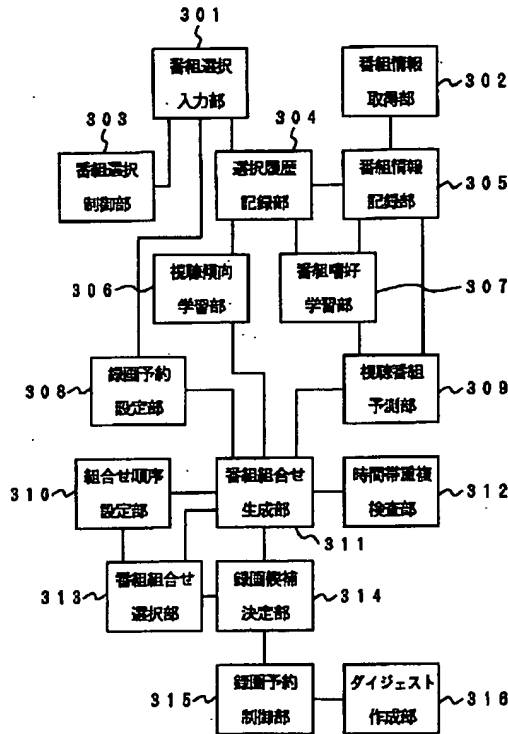 301
番組選択
入力部
番組情報
取得部
302
303
番組選択
制御部
304
選択履歴
記録部
番組情報
記録部
305
306
視聴傾向
学習部
番組嗜好
学習部
307
308
録画予約
設定部
視聴番組
予測部
309
310
組合せ順序
設定部
番組組合せ
生成部
311
時間帯重複
検査部
312
313
番組組合せ
選択部
録画候補
決定部
314
315
録画予約
制御部
ダイジェスト
作成部
316